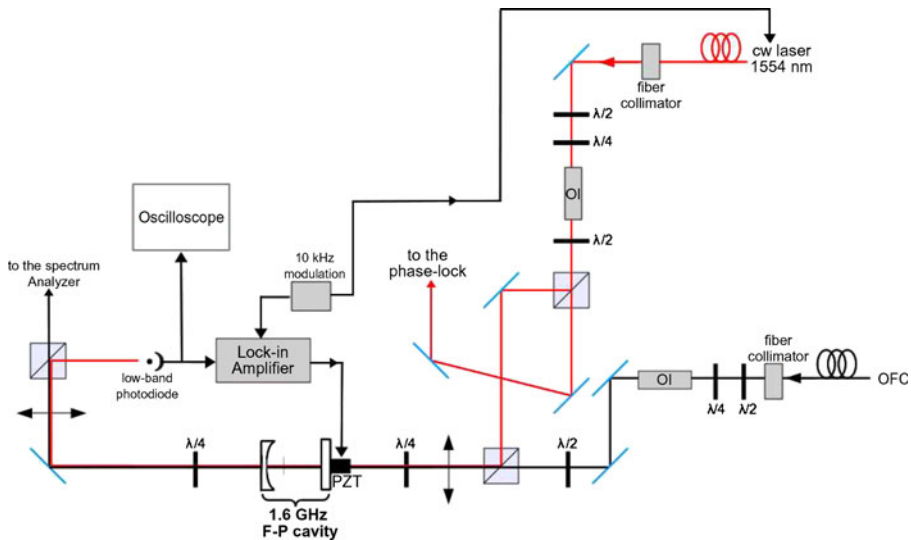 cw laser
1554 nm
fiber
collimator
λ/2
λ/4
OI
λ/2
Oscilloscope
10 kHz
modulation
to the
phase-lock
to the spectrum
Analyzer
Lock-in
Amplifier
low-band
photodiode
fiber
collimator
OFC
OI
λ/4
λ/2
λ/4
PZT
λ/4
λ/2
1.6 GHz
F-P cavity